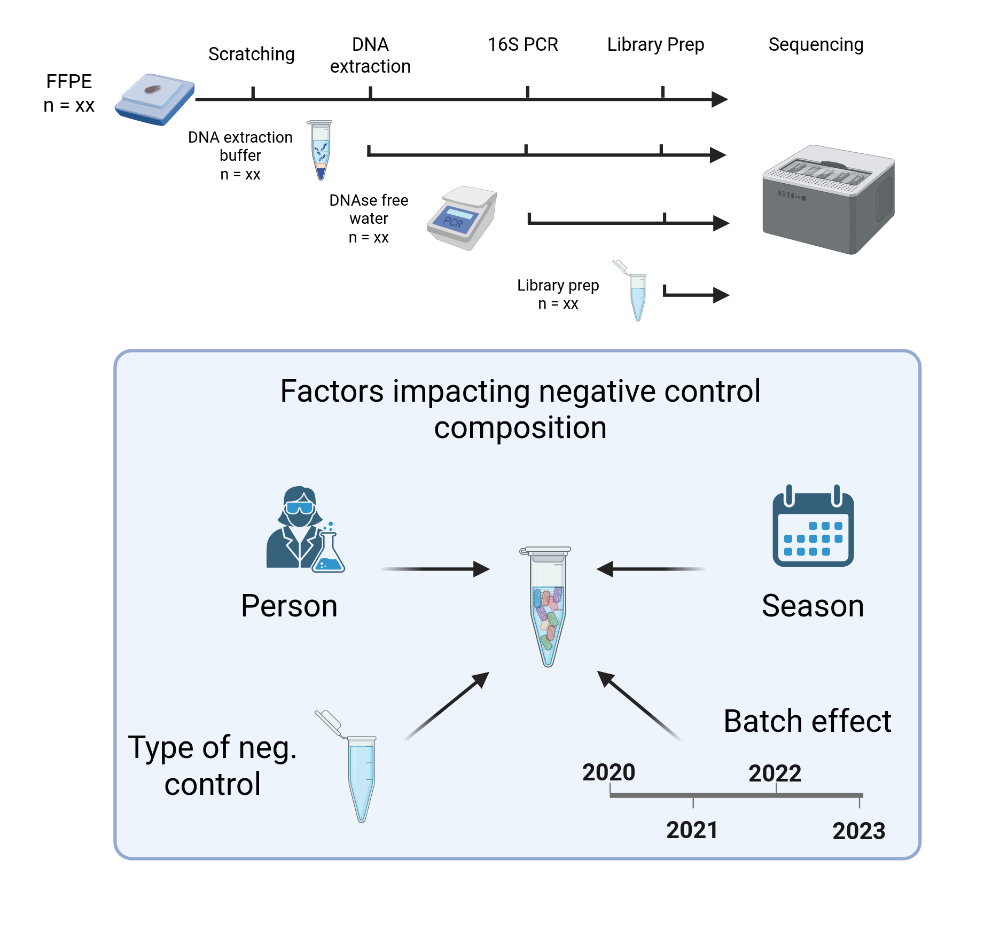 Scratching
DNA
extraction
16S PCR
Library Prep
Sequencing
FFPE
n = xx
DNA extraction
buffer
n = xx
DNAse free
water
n = xx
PCR
Library prep
n = xx
Factors impacting negative control
composition
Person
Season
Type of neg.
control
Batch effect
2020
2022
2021
2023